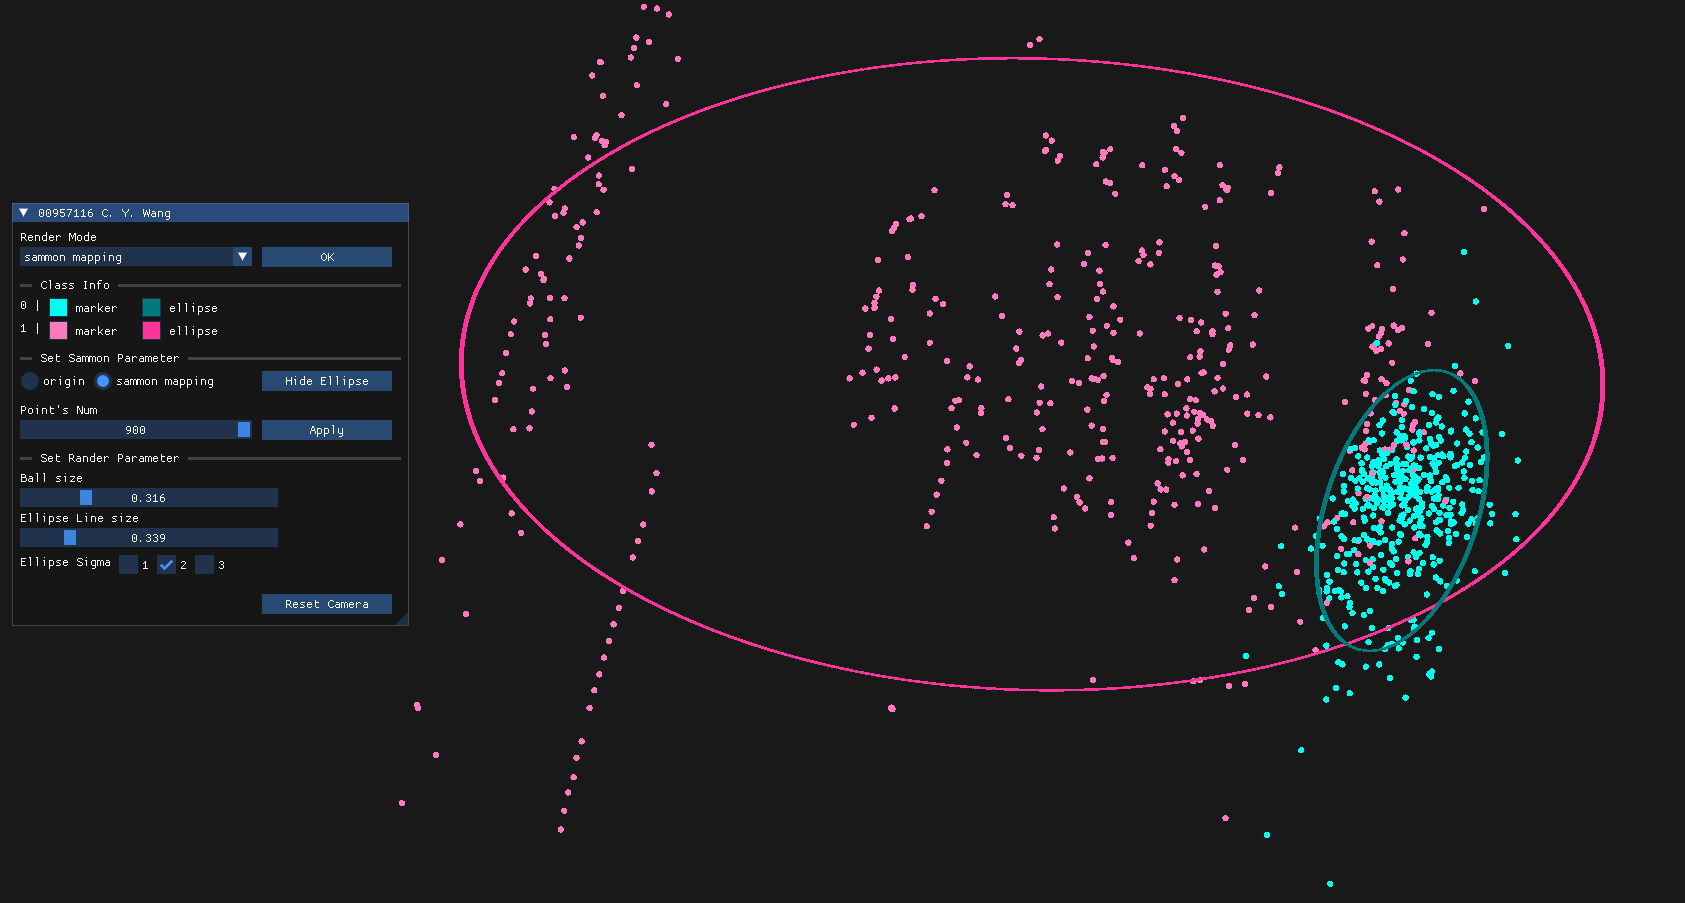 00957116 C. Y. Wang
Render Mode
sammon mapping OK
Class Info
0 | marker ellipse
1 | marker ellipse
Set Sammon Parameter
origin sammon mapping Hide Ellipse
Point's Num
900 Apply
Set Rander Parameter
Ball size
0.316
Ellipse Line size
0.339
Ellipse Sigma 1 2 3
Reset Camera